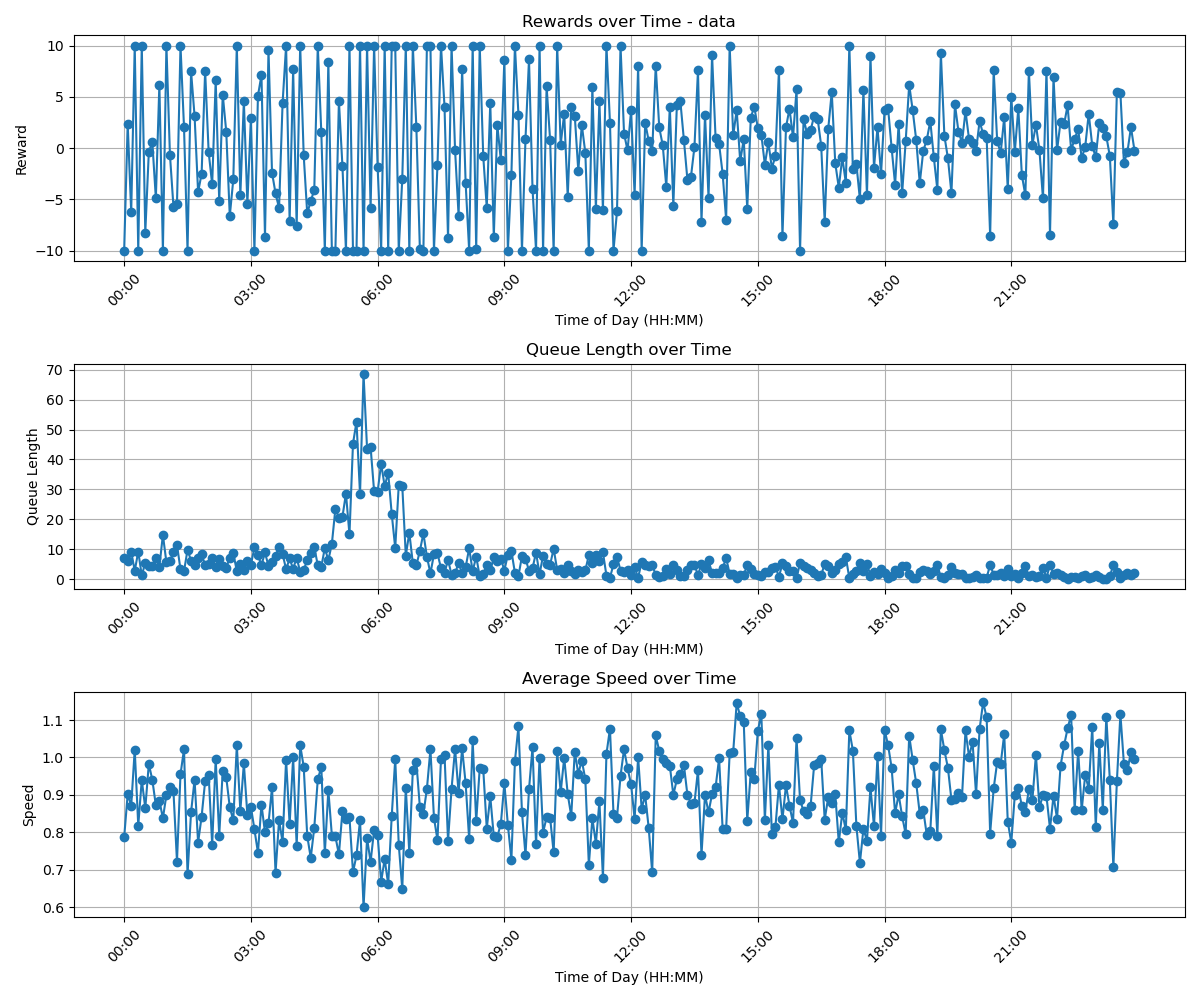 Rewards over Time - data
10
5
0
−5
−10
Reward
00:00 03:00 06:00 09:00 12:00 15:00 18:00 21:00
Time of Day (HH:MM)
Queue Length over Time
70
60
50
40
30
20
10
0
Queue Length
00:00 03:00 06:00 09:00 12:00 15:00 18:00 21:00
Time of Day (HH:MM)
Average Speed over Time
1.1
1.0
0.9
0.8
0.7
0.6
Speed
00:00 03:00 06:00 09:00 12:00 15:00 18:00 21:00
Time of Day (HH:MM)